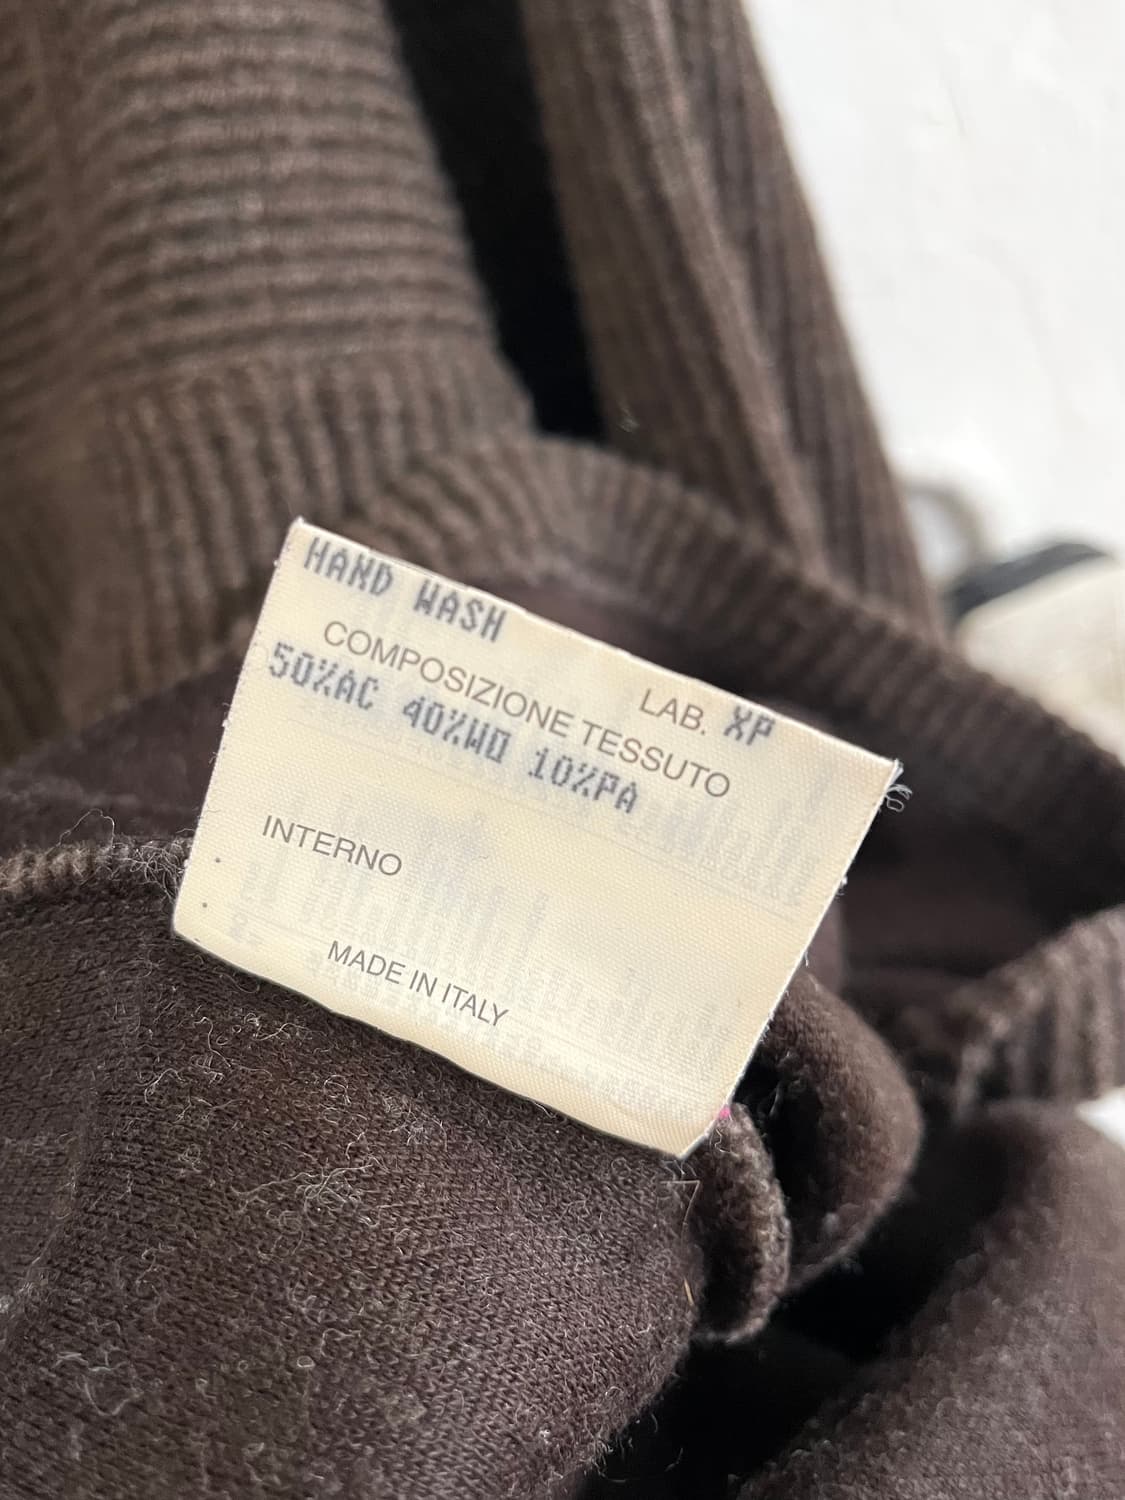 HAND WASH
LAB. XP
COMPOSIZIONE TESSUTO
50%AC 40%WO 10%PA
INTERNO
MADE IN ITALY